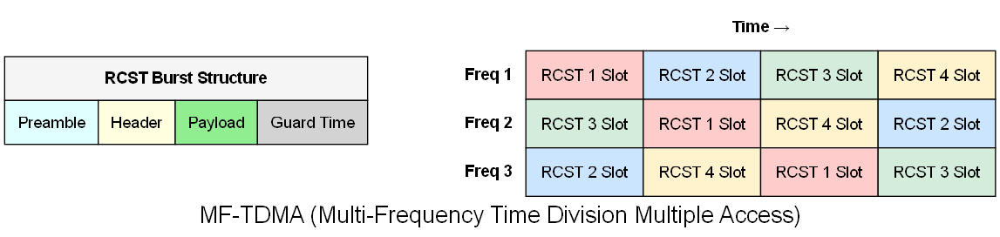 Time →
RCST Burst Structure
Preamble Header Payload Guard Time
Freq 1 RCST 1 Slot RCST 2 Slot RCST 3 Slot RCST 4 Slot
Freq 2 RCST 3 Slot RCST 1 Slot RCST 4 Slot RCST 2 Slot
Freq 3 RCST 2 Slot RCST 4 Slot RCST 1 Slot RCST 3 Slot
MF-TDMA (Multi-Frequency Time Division Multiple Access)